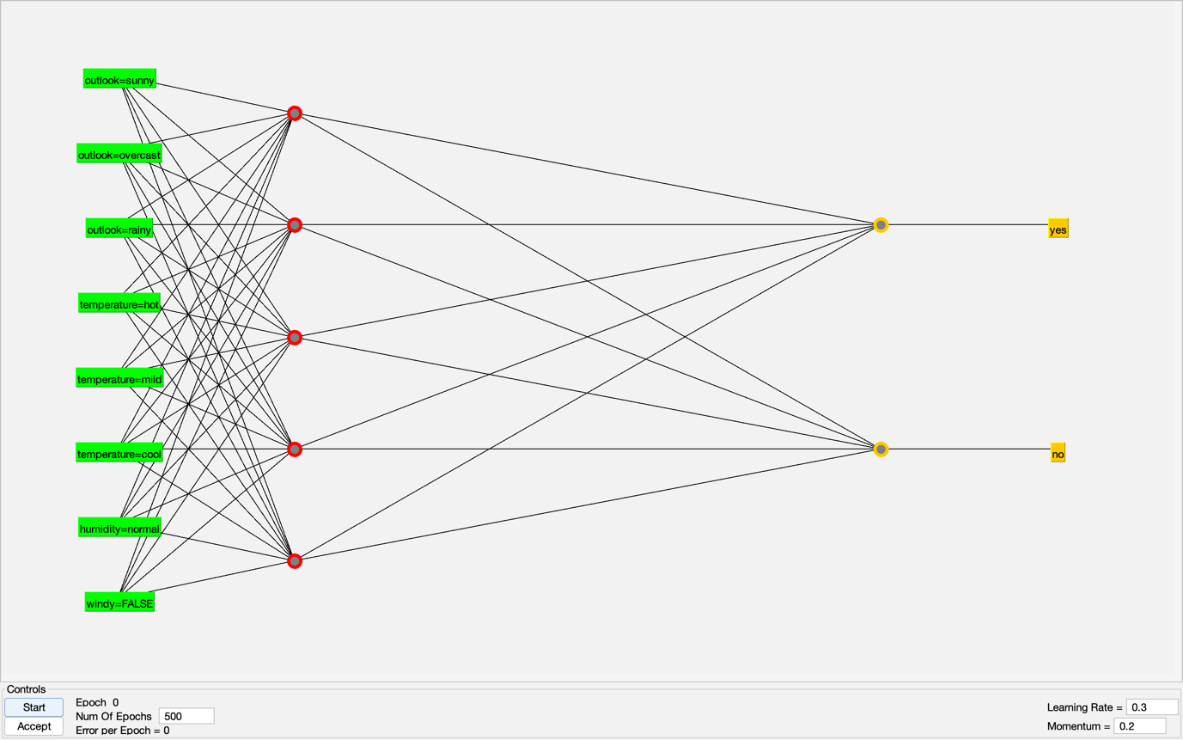 outlook=sunny
outlook=overcast
outlook=rainy
temperature=hot
temperature=mild
temperature=cool
humidity=normal
windy=FALSE
yes
no
Controls
Start
Accept
Epoch 0
Num Of Epochs 500
Error per Epoch = 0
Learning Rate = 0.3
Momentum = 0.2